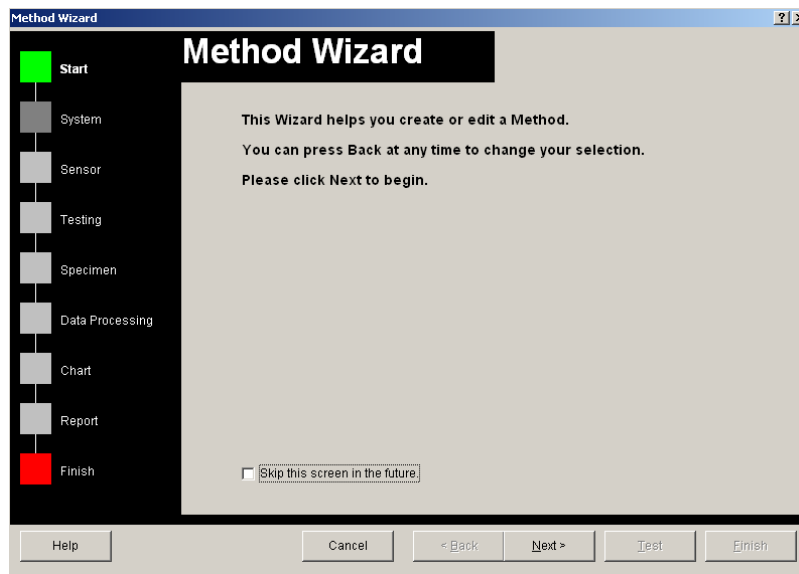 Method Wizard
Method Wizard
Start
System
Sensor
Testing
Specimen
Data Processing
Chart
Report
Finish
This Wizard helps you create or edit a Method.
You can press Back at any time to change your selection.
Please click Next to begin.
Skip this screen in the future.
Help
Cancel
< Back
Next >
Test
Finish